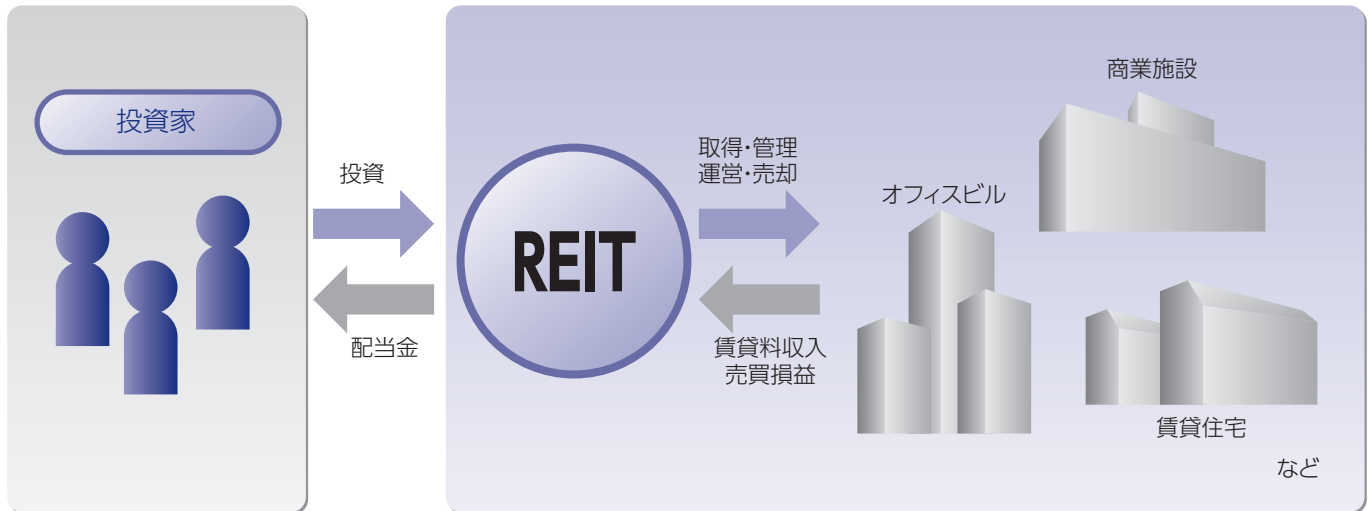 投資家
投資
配当金
REIT
取得・管理
運営・売却
賃貸料収入
売買損益
商業施設
オフィスビル
賃貸住宅
など